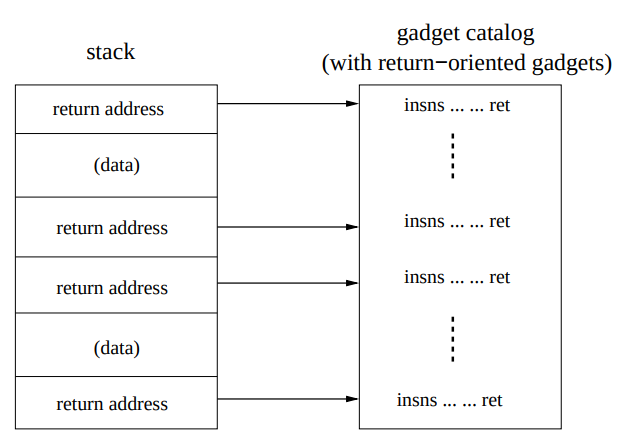 stack
gadget catalog
(with return−oriented gadgets)
return address
(data)
return address
return address
(data)
return address
insns ... ... ret
insns ... ... ret
insns ... ... ret
insns ... ... ret